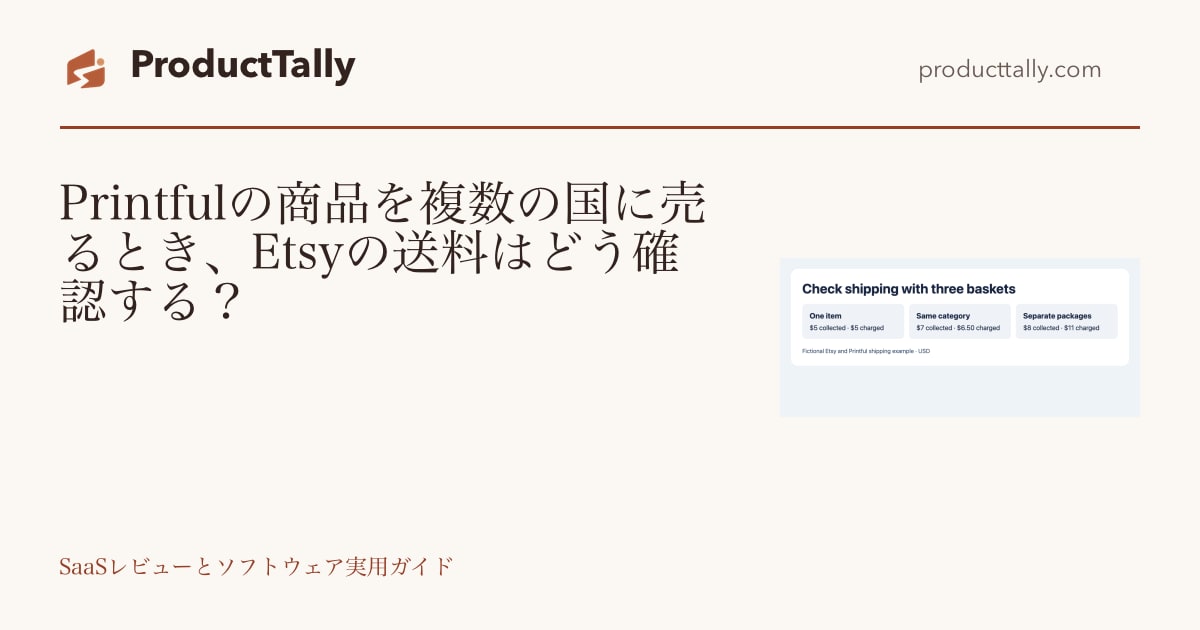 ProductTally
producttally.com
Printfulの商品を複数の国に売
るとき、Etsyの送料はどう確
認する？
Check shipping with three baskets
One item
$5 collected · $5 charged
Same category
$7 collected · $6.50 charged
Separate packages
$8 collected · $11 charged
Fictional Etsy and Printful shipping example · USD
SaaSレビューとソフトウェア実用ガイド